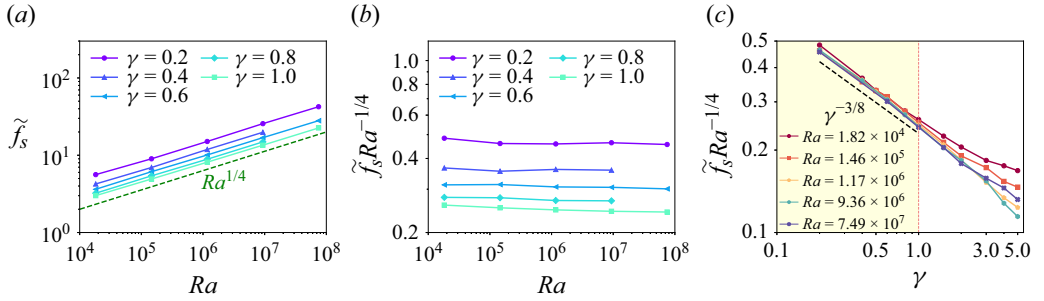 (a)
f̃ₛ
10²
10¹
10⁰
γ = 0.2
γ = 0.4
γ = 0.6
γ = 0.8
γ = 1.0
Ra^{1/4}
10⁴ 10⁵ 10⁶ 10⁷ 10⁸
Ra
(b)
f̃ₛRa^{−1/4}
1.0
0.8
0.6
0.4
0.2
γ = 0.2
γ = 0.4
γ = 0.6
γ = 0.8
γ = 1.0
10⁴ 10⁵ 10⁶ 10⁷ 10⁸
Ra
(c)
f̃ₛRa^{−1/4}
0.5
0.4
0.3
0.2
0.1
γ^{−3/8}
Ra = 1.82 × 10⁴
Ra = 1.46 × 10⁵
Ra = 1.17 × 10⁶
Ra = 9.36 × 10⁶
Ra = 7.49 × 10⁷
0.1 0.5 1.0 3.0 5.0
γ